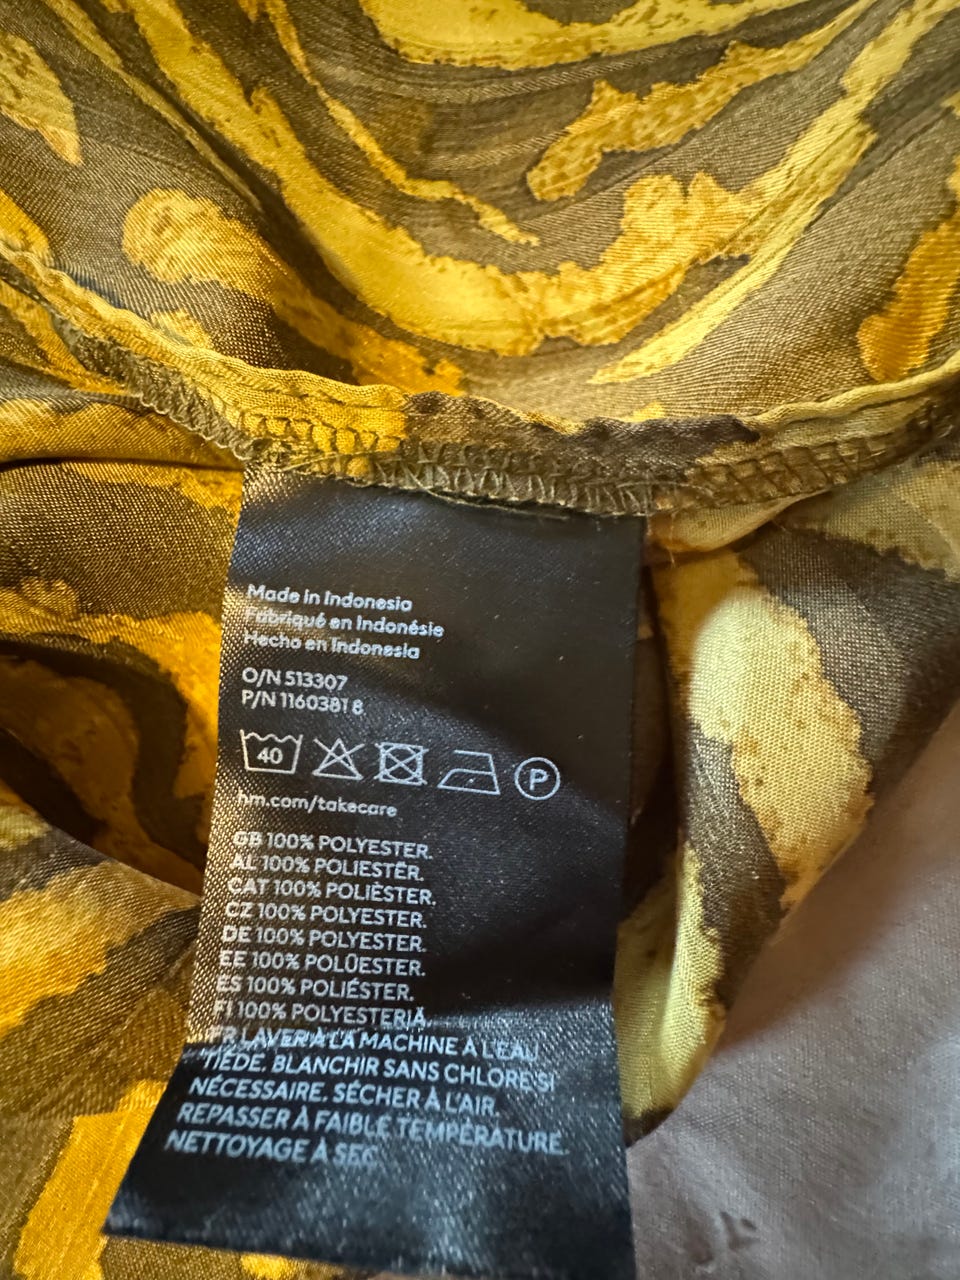 Made in Indonesia
Fabriqué en Indonésie
Hecho en Indonesia
O/N 513307
P/N 11603818
40 P
hm.com/takecare
GB 100% POLYESTER.
AL 100% POLIESTËR.
CAT 100% POLIÈSTER.
CZ 100% POLYESTER.
DE 100% POLYESTER.
EE 100% POLÜESTER.
ES 100% POLIÉSTER.
FI 100% POLYESTERIÄ.
FR LAVER À LA MACHINE À L'EAU
TIÈDE. BLANCHIR SANS CHLORE SI
NÉCESSAIRE. SÉCHER À L'AIR.
REPASSER À FAIBLE TEMPÉRATURE.
NETTOYAGE À SEC